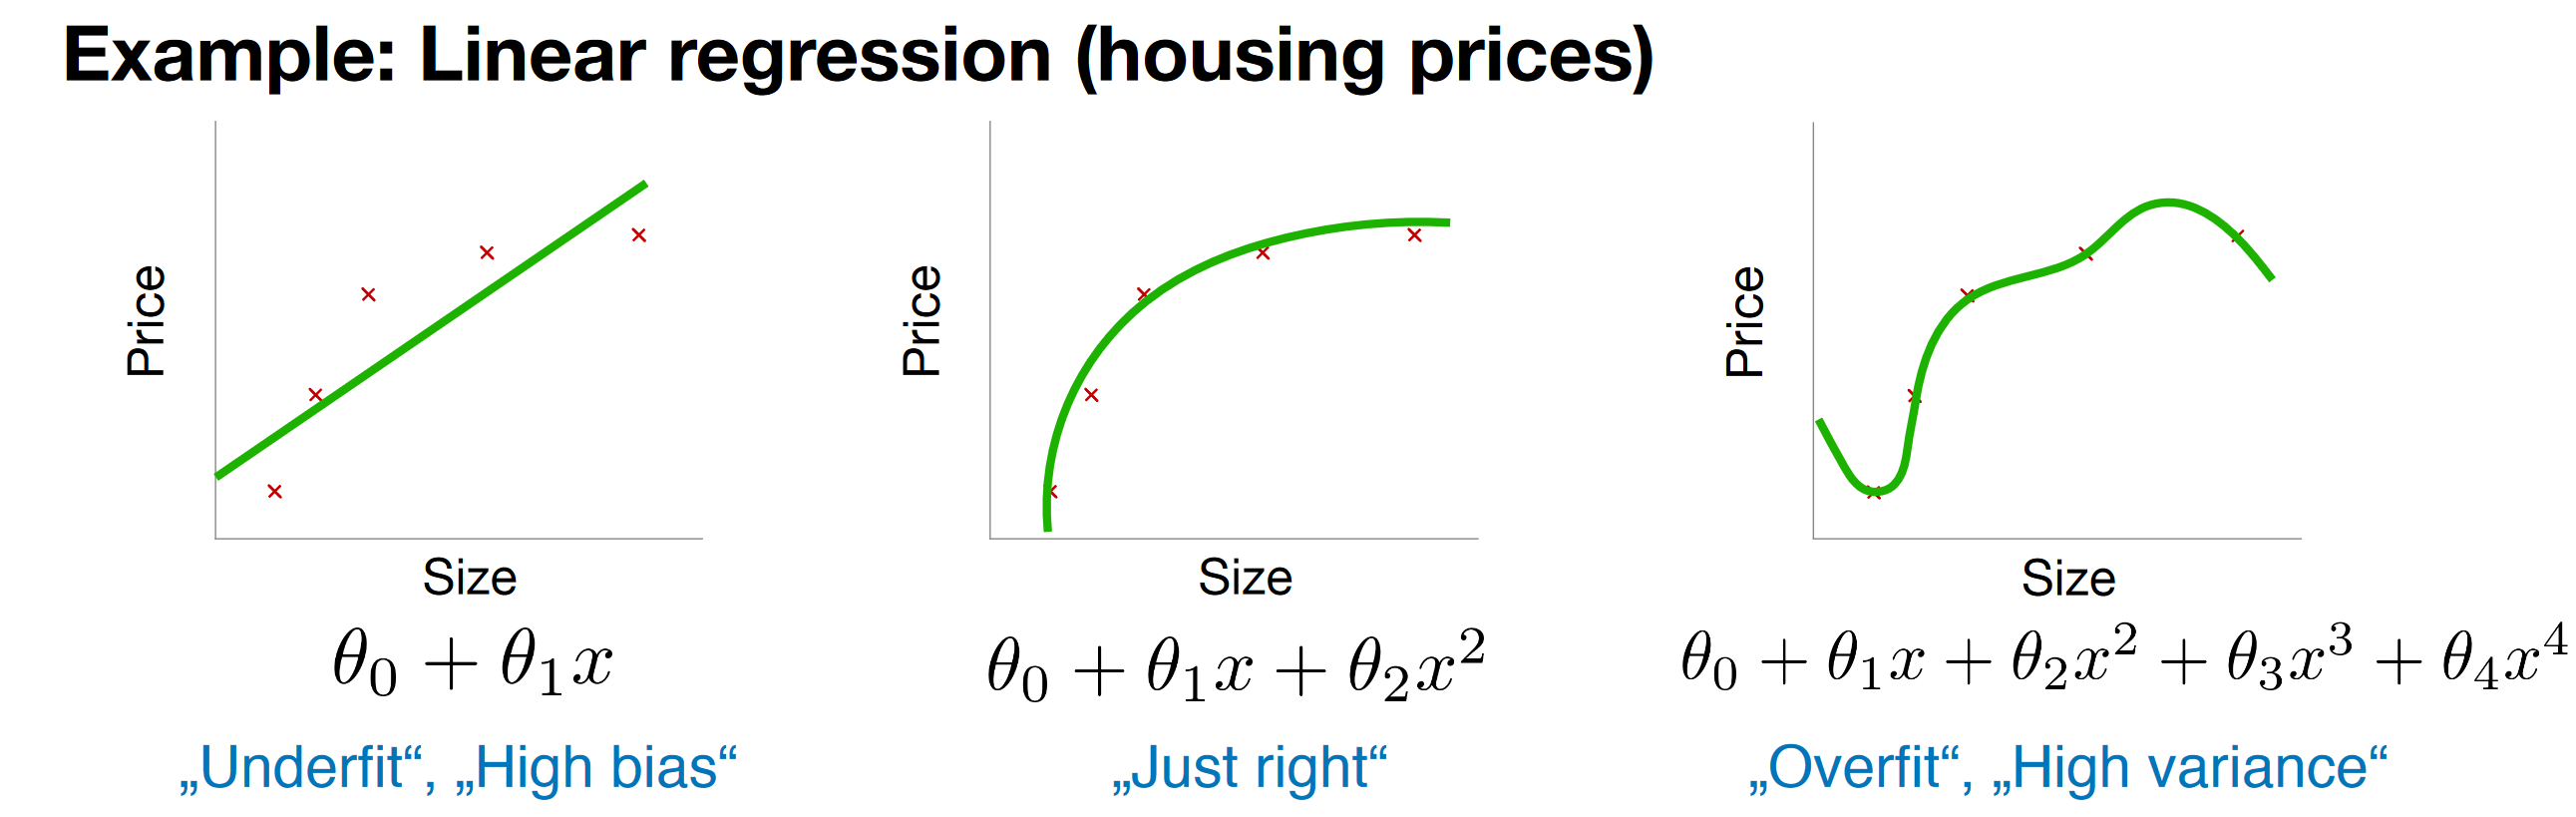 Example: Linear regression (housing prices)
Price
Size
θ₀ + θ₁x
„Underfit“, „High bias“
Price
Size
θ₀ + θ₁x + θ₂x²
„Just right“
Price
Size
θ₀ + θ₁x + θ₂x² + θ₃x³ + θ₄x⁴
„Overfit“, „High variance“